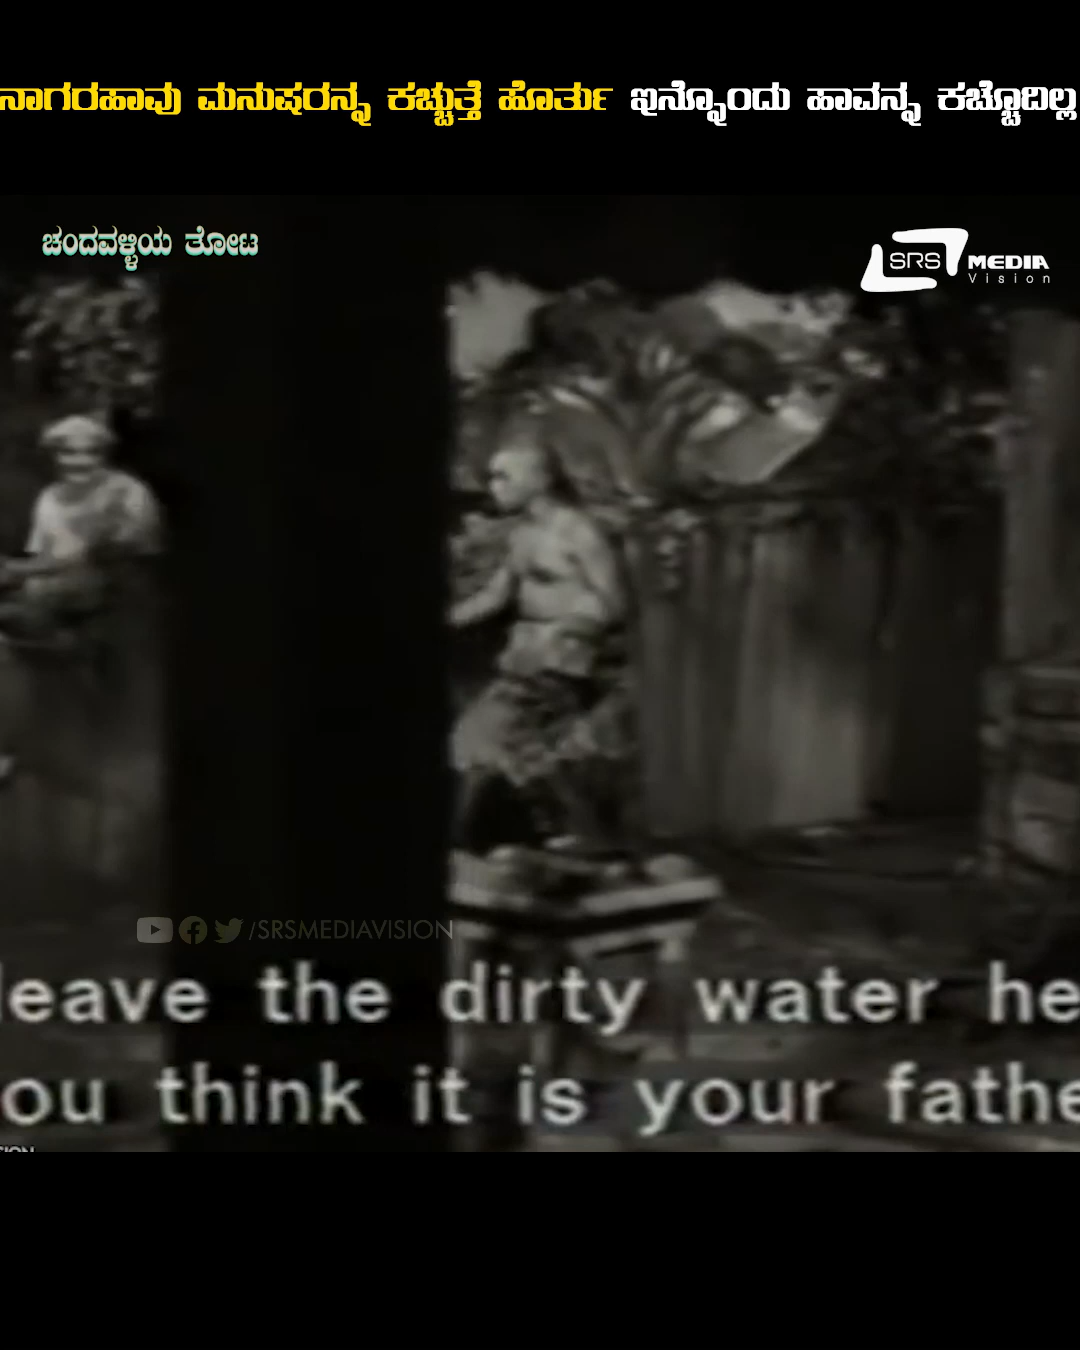 ನಾಗರಹಾವು ಮನುಷರನ್ನ ಕಚ್ಚುತ್ತೆ ಹೊರ್ತು ಇನ್ನೊಂದು ಹಾವನ್ನ ಕಚ್ಚೊದಿಲ್ಲ
ಚಂದವಳ್ಳಿಯ ತೋಟ
SRS MEDIA
Vision
/SRSMEDIAVISION
leave the dirty water he
ou think it is your fathe